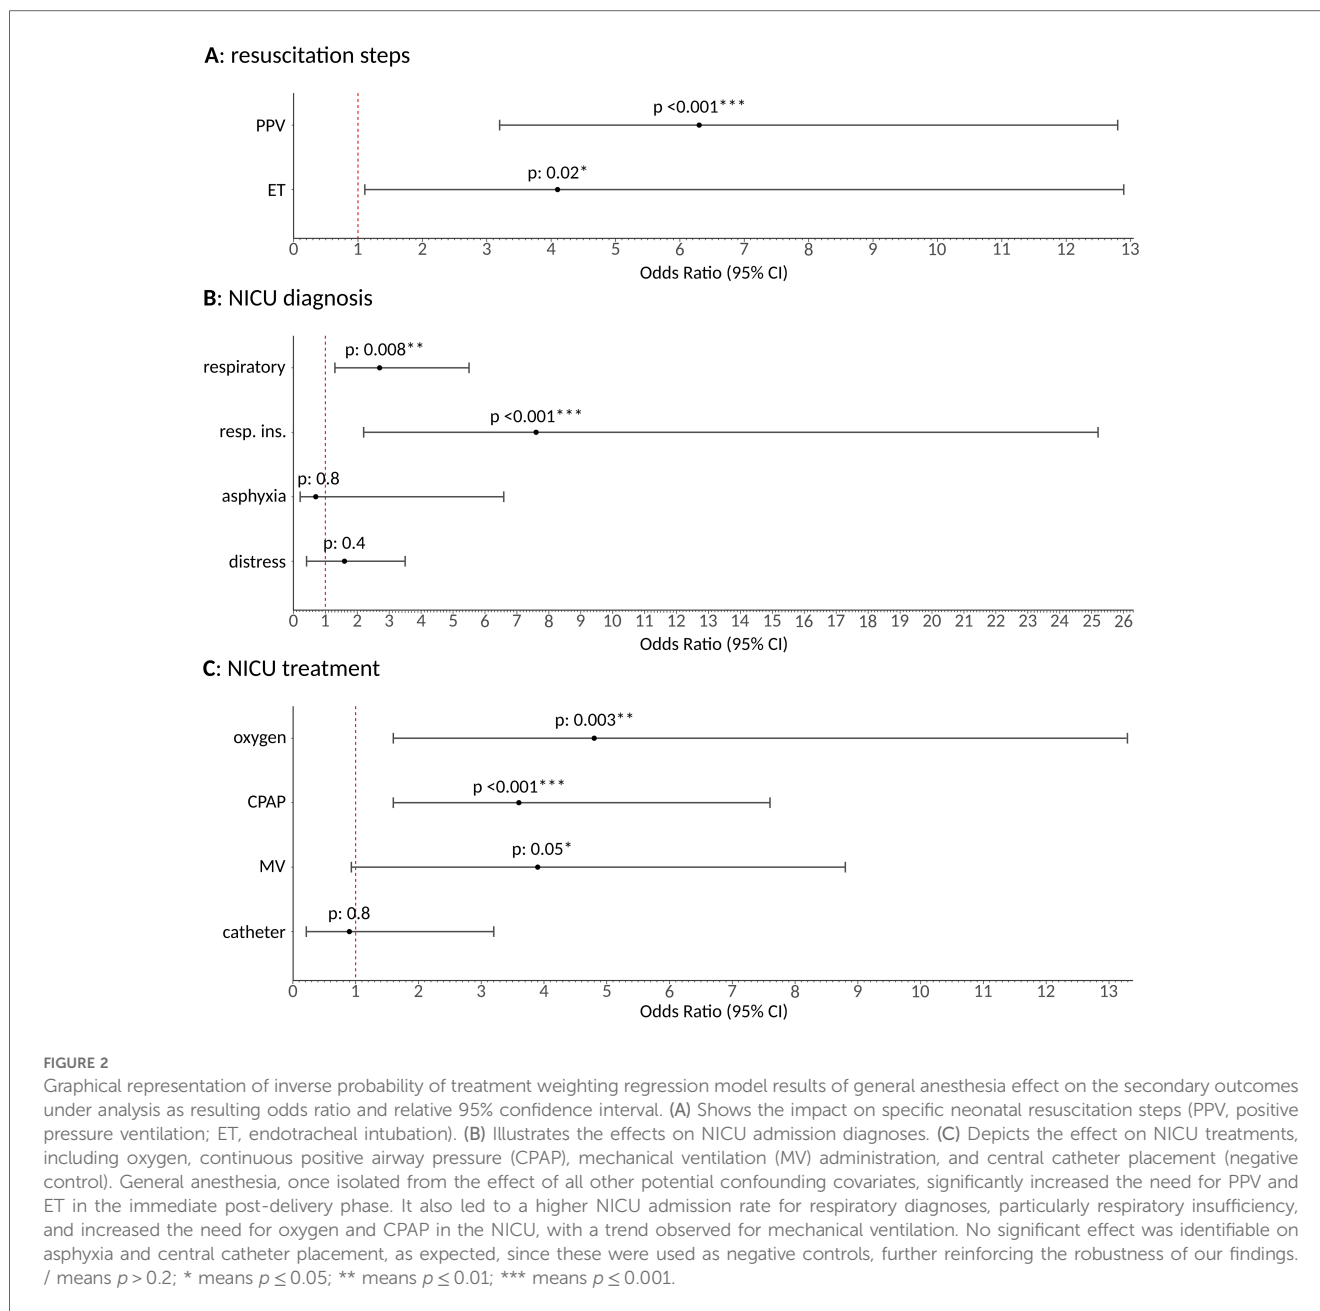 A: resuscitation steps
p <0.001***
PPV
p: 0.02*
ET
0 1 2 3 4 5 6 7 8 9 10 11 12 13
Odds Ratio (95% CI)
B: NICU diagnosis
p: 0.008**
respiratory
p <0.001***
resp. ins.
p: 0.8
asphyxia
p: 0.4
distress
0 1 2 3 4 5 6 7 8 9 10 11 12 13 14 15 16 17 18 19 20 21 22 23 24 25 26
Odds Ratio (95% CI)
C: NICU treatment
p: 0.003**
oxygen
p <0.001***
CPAP
p: 0.05*
MV
p: 0.8
catheter
0 1 2 3 4 5 6 7 8 9 10 11 12 13
Odds Ratio (95% CI)
FIGURE 2
Graphical representation of inverse probability of treatment weighting regression model results of general anesthesia effect on the secondary outcomes
under analysis as resulting odds ratio and relative 95% confidence interval. (A) Shows the impact on specific neonatal resuscitation steps (PPV, positive
pressure ventilation; ET, endotracheal intubation). (B) Illustrates the effects on NICU admission diagnoses. (C) Depicts the effect on NICU treatments,
including oxygen, continuous positive airway pressure (CPAP), mechanical ventilation (MV) administration, and central catheter placement (negative
control). General anesthesia, once isolated from the effect of all other potential confounding covariates, significantly increased the need for PPV and
ET in the immediate post-delivery phase. It also led to a higher NICU admission rate for respiratory diagnoses, particularly respiratory insufficiency,
and increased the need for oxygen and CPAP in the NICU, with a trend observed for mechanical ventilation. No significant effect was identifiable on
asphyxia and central catheter placement, as expected, since these were used as negative controls, further reinforcing the robustness of our findings.
/ means p > 0.2; * means p ≤ 0.05; ** means p ≤ 0.01; *** means p ≤ 0.001.